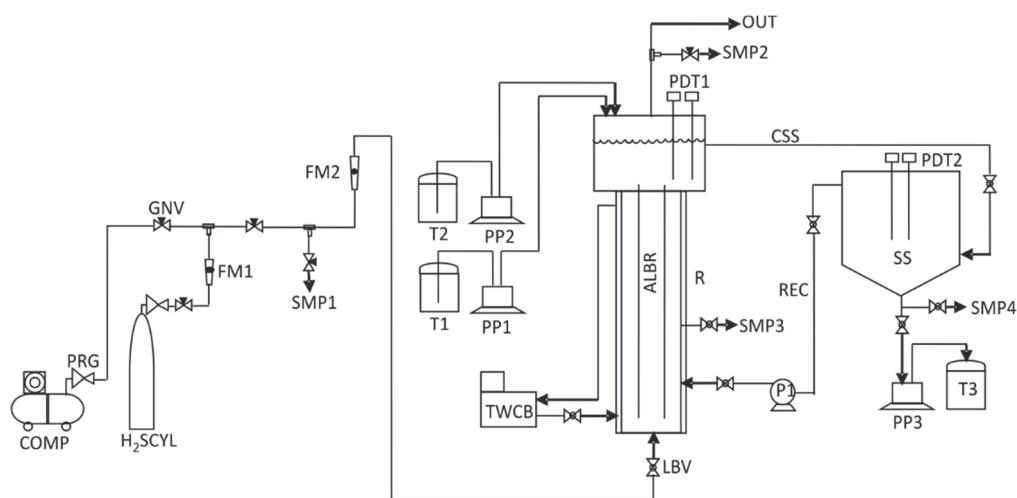 OUT
SMP2
PDT1
CSS
PDT2
FM2
GNV
T2
PP2
FM1
SMP1
T1
PP1
ALBR
R
REC
SS
SMP3
SMP4
PRG
COMP
H₂SCYL
TWCB
P1
PP3
T3
LBV